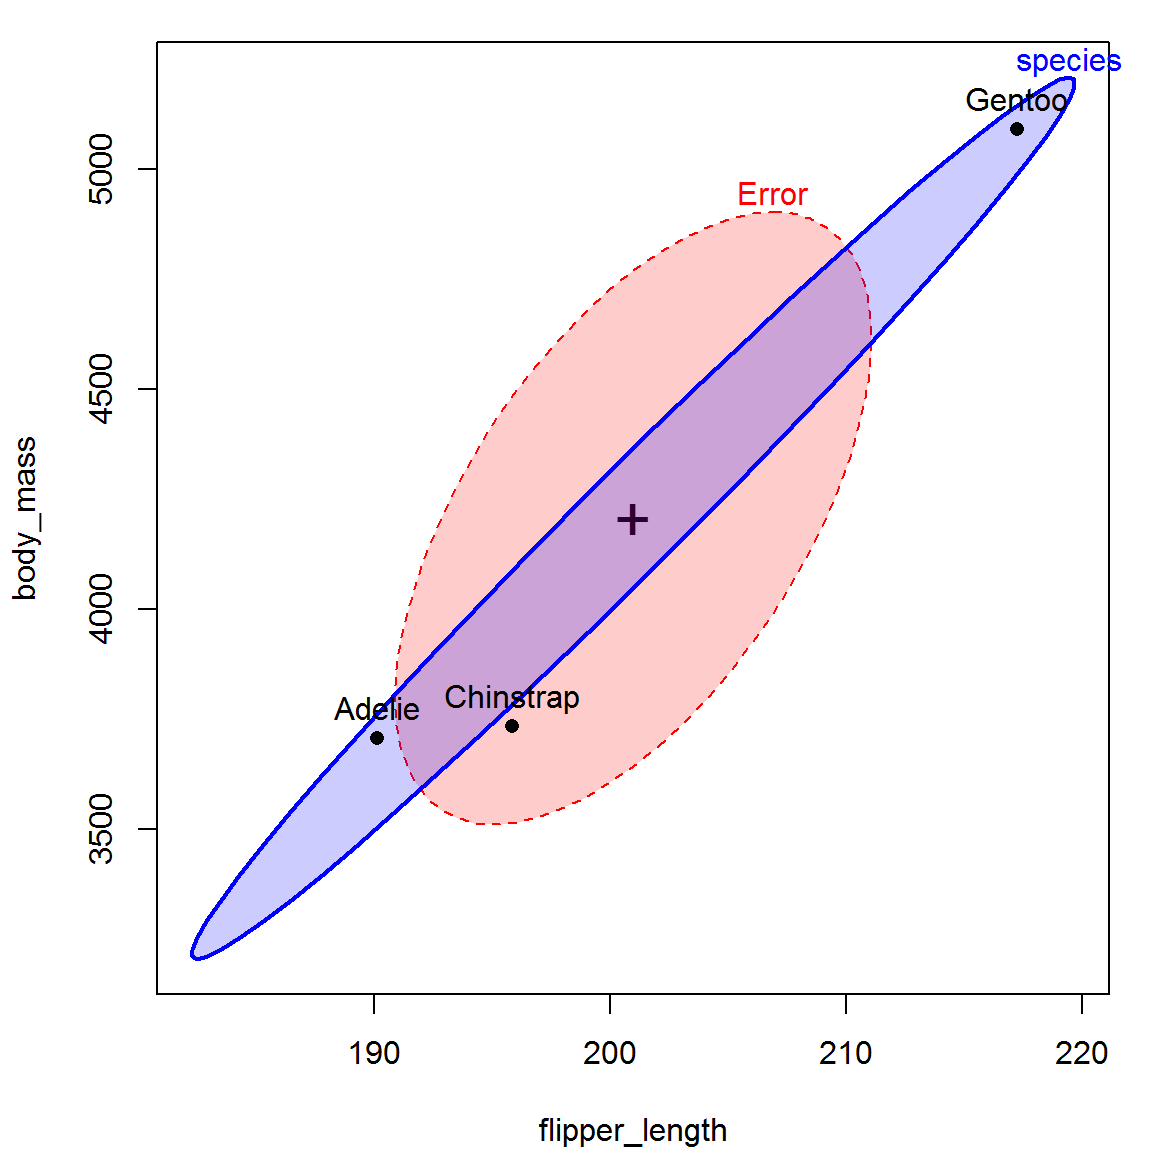 species
Gentoo
Error
Adelie
Chinstrap
5000
4500
4000
3500
body_mass
190
200
210
220
flipper_length